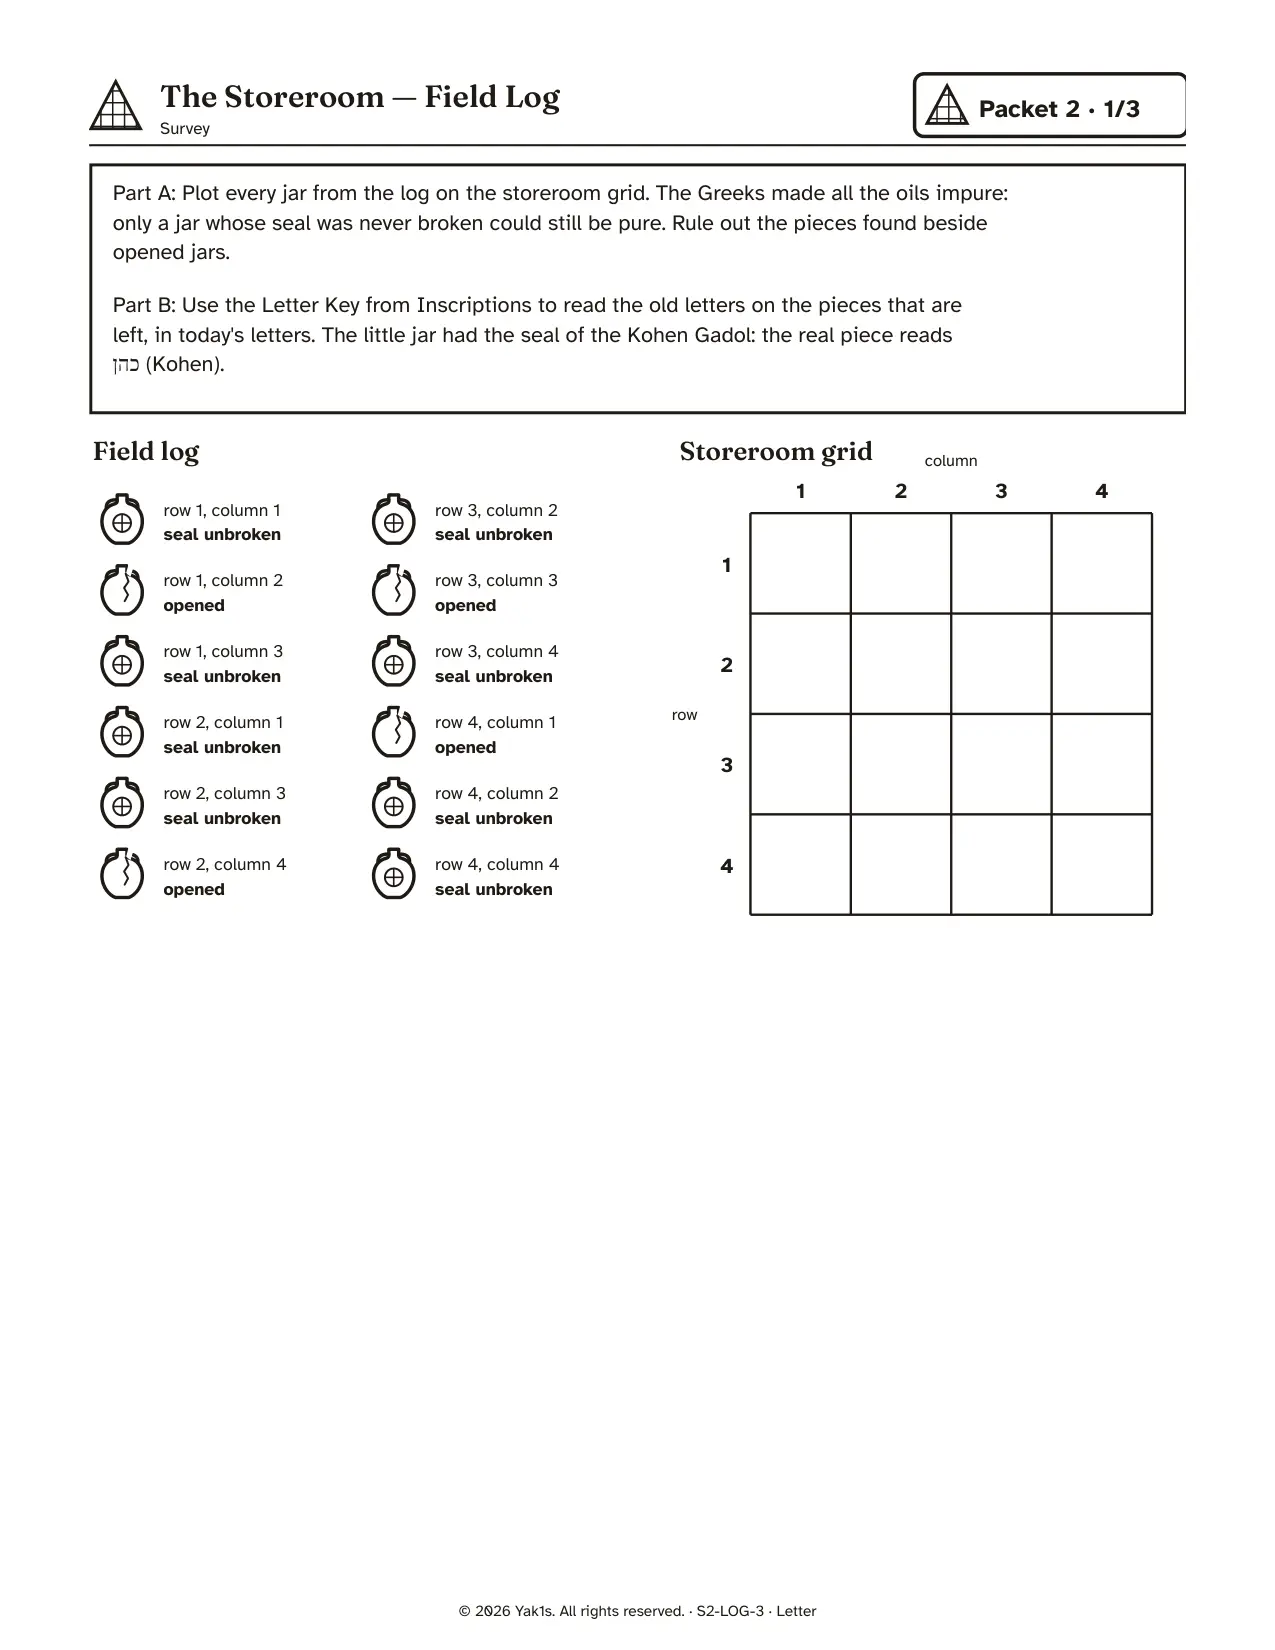 The Storeroom — Field Log
Survey
Packet 2 · 1/3
Part A: Plot every jar from the log on the storeroom grid. The Greeks made all the oils impure:
only a jar whose seal was never broken could still be pure. Rule out the pieces found beside
opened jars.
Part B: Use the Letter Key from Inscriptions to read the old letters on the pieces that are
left, in today's letters. The little jar had the seal of the Kohen Gadol: the real piece reads
כהן (Kohen).
Field log
row 1, column 1
seal unbroken
row 1, column 2
opened
row 1, column 3
seal unbroken
row 2, column 1
seal unbroken
row 2, column 3
seal unbroken
row 2, column 4
opened
row 3, column 2
seal unbroken
row 3, column 3
opened
row 3, column 4
seal unbroken
row 4, column 1
opened
row 4, column 2
seal unbroken
row 4, column 4
seal unbroken
Storeroom grid
column
1 2 3 4
1
2
row
3
4
© 2026 Yak1s. All rights reserved. · S2-LOG-3 · Letter